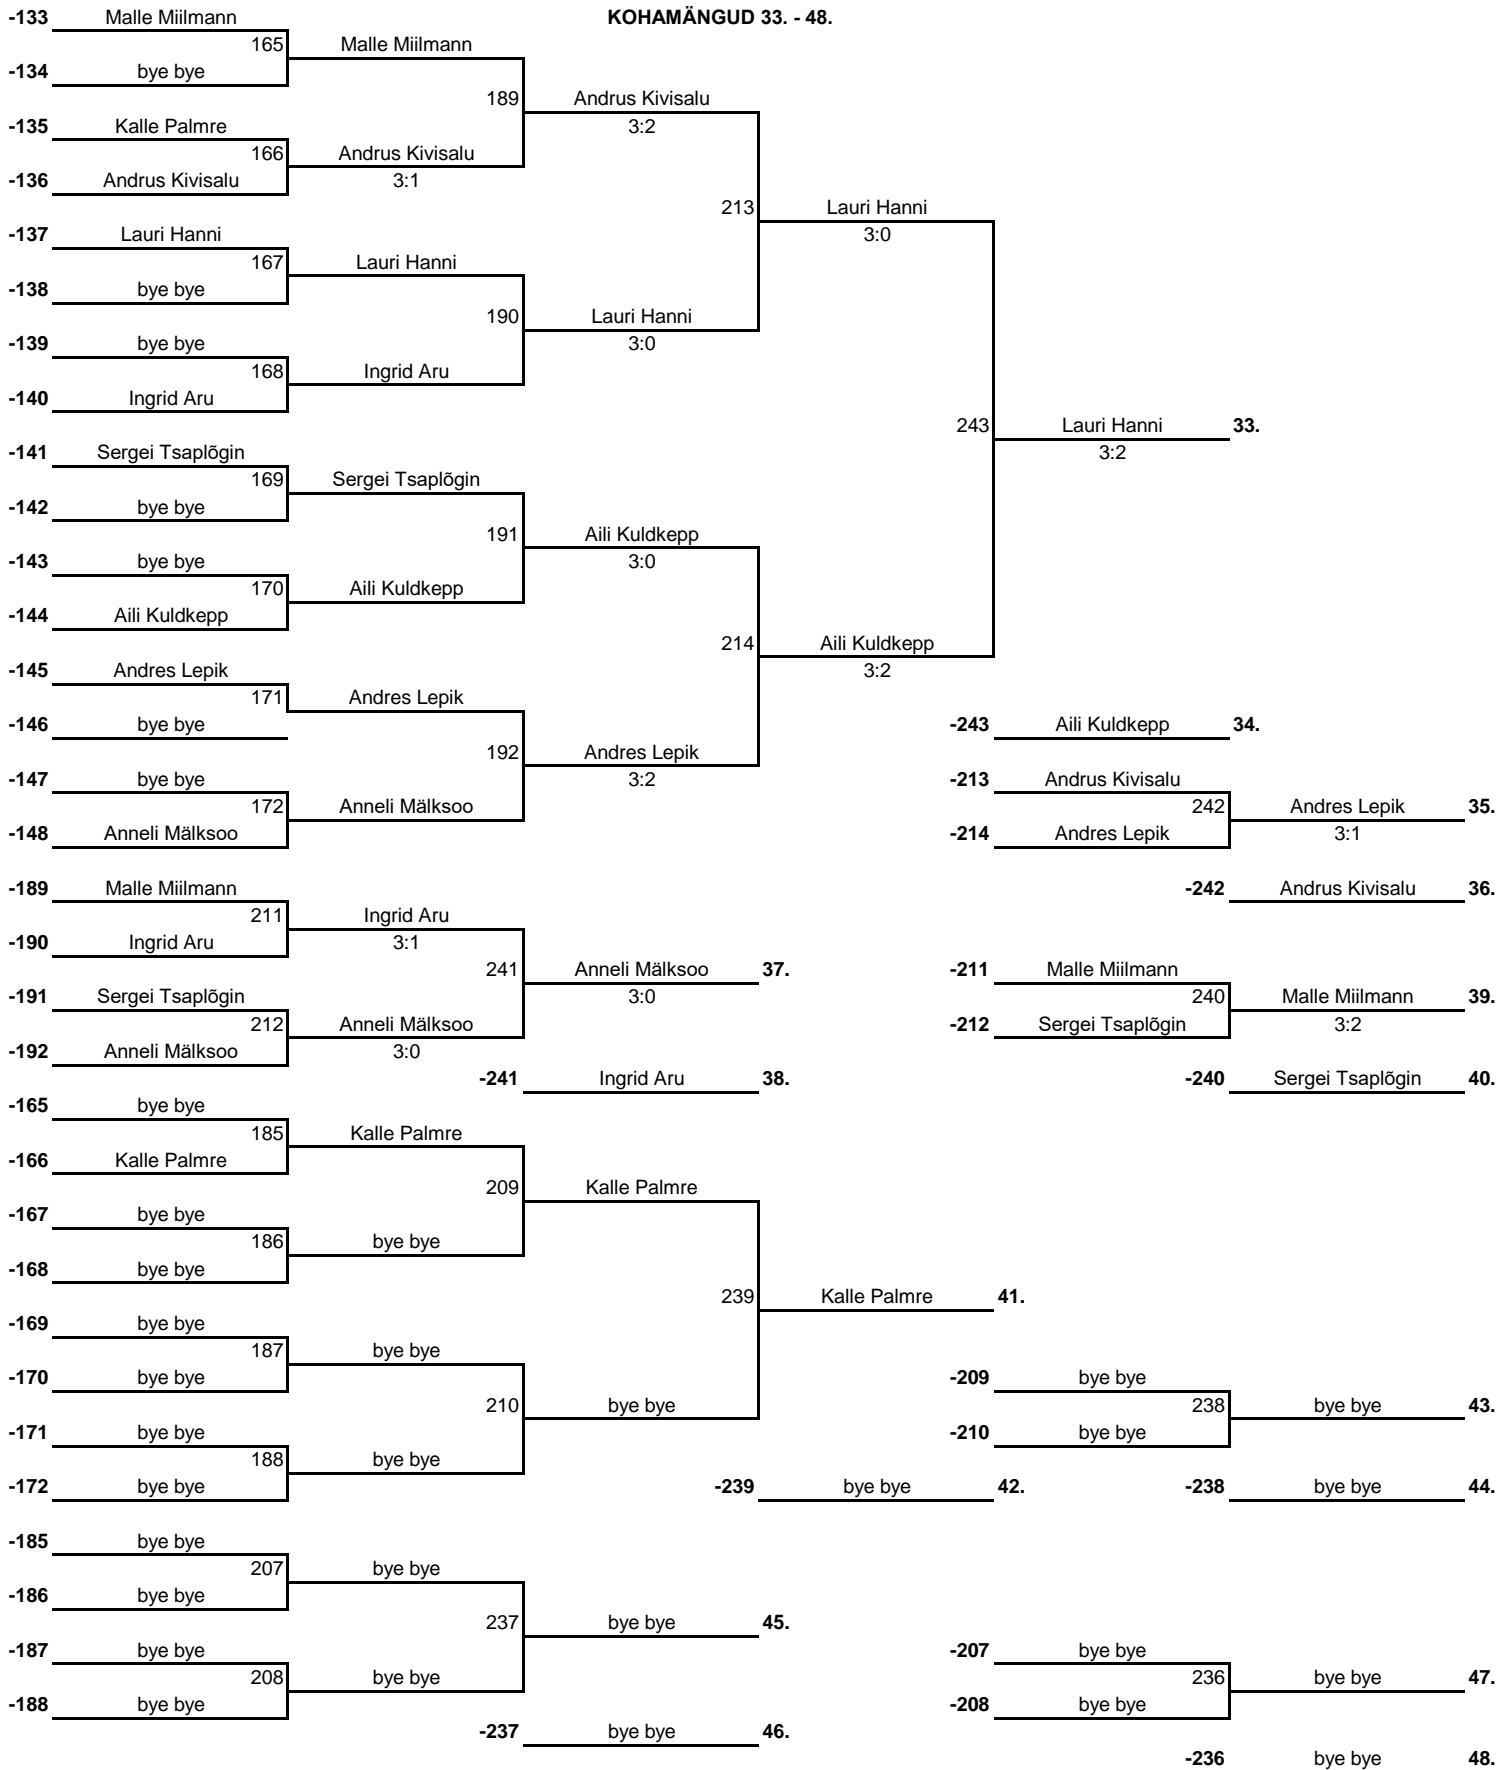 -133 Malle Miilmann KOHAMÄNGUD 33. - 48.
165 Malle Miilmann
-134 bye bye
189 Andrus Kivisalu
-135 Kalle Palmre 3:2
166 Andrus Kivisalu
-136 Andrus Kivisalu 3:1
213 Lauri Hanni
-137 Lauri Hanni 3:0
167 Lauri Hanni
-138 bye bye
190 Lauri Hanni
-139 bye bye 3:0
168 Ingrid Aru
-140 Ingrid Aru
243 Lauri Hanni 33.
-141 Sergei Tsaplõgin 3:2
169 Sergei Tsaplõgin
-142 bye bye
191 Aili Kuldkepp
-143 bye bye 3:0
170 Aili Kuldkepp
-144 Aili Kuldkepp
214 Aili Kuldkepp
-145 Andres Lepik 3:2
171 Andres Lepik
-146 bye bye -243 Aili Kuldkepp 34.
192 Andres Lepik
-147 bye bye 3:2 -213 Andrus Kivisalu
172 Anneli Mälksoo 242 Andres Lepik 35.
-148 Anneli Mälksoo -214 Andres Lepik 3:1
-189 Malle Miilmann -242 Andrus Kivisalu 36.
211 Ingrid Aru
-190 Ingrid Aru 3:1
241 Anneli Mälksoo 37. -211 Malle Miilmann
-191 Sergei Tsaplõgin 3:0 240 Malle Miilmann 39.
212 Anneli Mälksoo -212 Sergei Tsaplõgin 3:2
-192 Anneli Mälksoo 3:0
-241 Ingrid Aru 38. -240 Sergei Tsaplõgin 40.
-165 bye bye
185 Kalle Palmre
-166 Kalle Palmre
209 Kalle Palmre
-167 bye bye
186 bye bye
-168 bye bye
239 Kalle Palmre 41.
-169 bye bye
187 bye bye
-170 bye bye -209 bye bye
210 bye bye 238 bye bye 43.
-171 bye bye -210 bye bye
188 bye bye
-172 bye bye -239 bye bye 42. -238 bye bye 44.
-185 bye bye
207 bye bye
-186 bye bye
237 bye bye 45.
-187 bye bye -207 bye bye
208 bye bye 236 bye bye 47.
-188 bye bye -208 bye bye
-237 bye bye 46.
-236 bye bye 48.